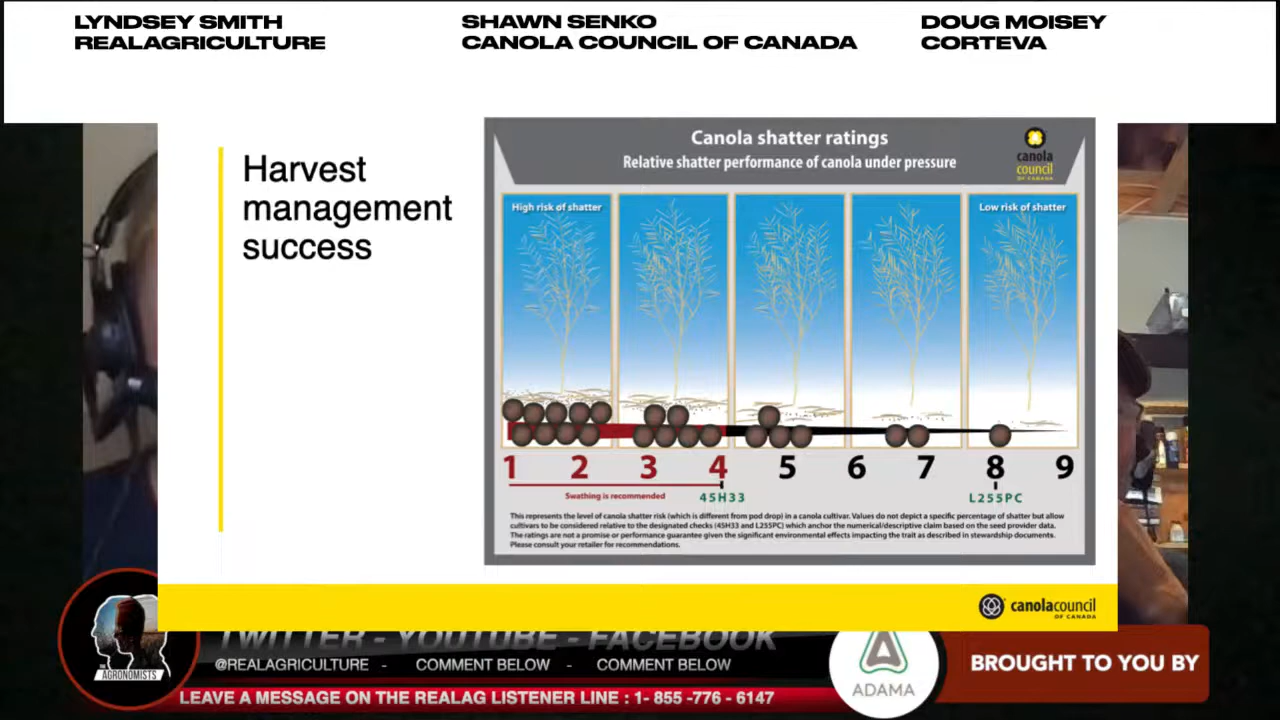 LYNDSEY SMITH
REALAGRICULTURE
SHAWN SENKO
CANOLA COUNCIL OF CANADA
DOUG MOISEY
CORTEVA
Harvest
management
success
Canola shatter ratings
Relative shatter performance of canola under pressure
canola
council
OF CANADA
High risk of shatter
Low risk of shatter
1 2 3 4 5 6 7 8 9
Swathing is recommended
45H33
L255PC
This represents the level of canola shatter risk (which is different from pod drop) in a canola cultivar. Values do not depict a specific percentage of shatter but allow
cultivars to be considered relative to the designated checks (45H33 and L255PC) which anchor the numerical/descriptive claim based on the seed provider data.
The ratings are not a promise or performance guarantee given the significant environmental effects impacting the trait as described in stewardship documents.
Please consult your retailer for recommendations.
canolacouncil
OF CANADA
TWITTER - YOUTUBE - FACEBOOK
@REALAGRICULTURE - COMMENT BELOW - COMMENT BELOW
LEAVE A MESSAGE ON THE REALAG LISTENER LINE : 1- 855 -776 - 6147
AGRONOMISTS
ADAMA
BROUGHT TO YOU BY